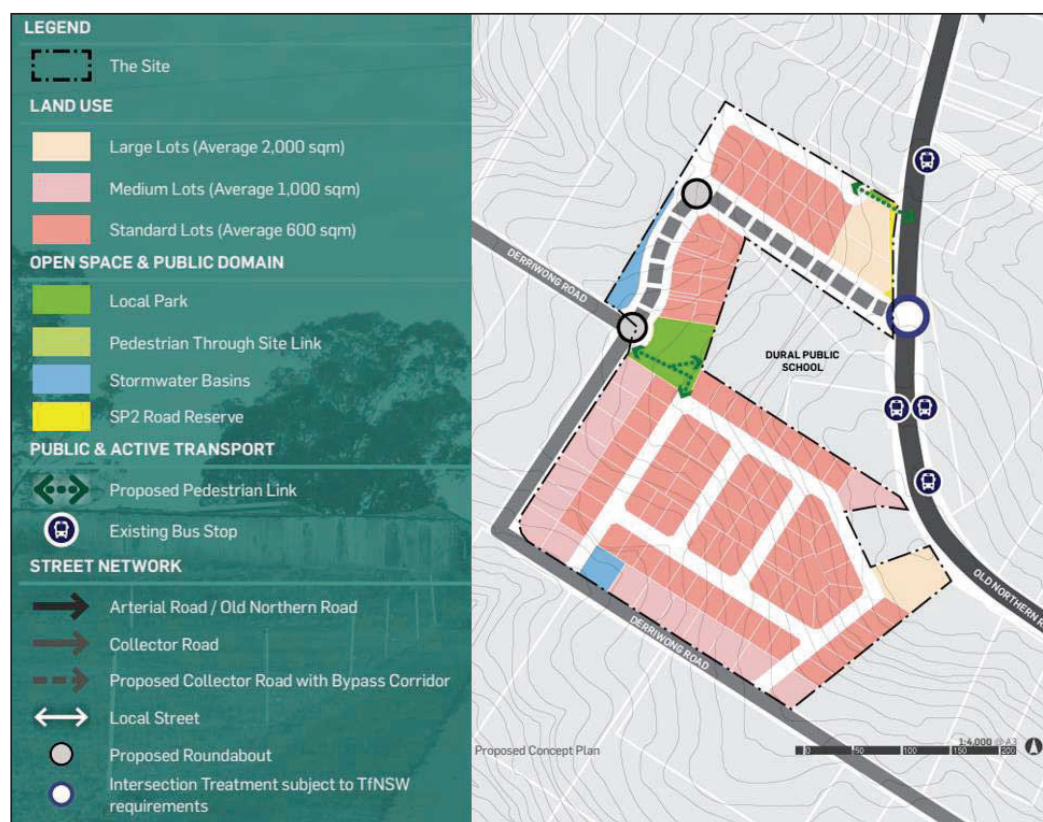 LEGEND
The Site
LAND USE
Large Lots (Average 2,000 sqm)
Medium Lots (Average 1,000 sqm)
Standard Lots (Average 600 sqm)
OPEN SPACE & PUBLIC DOMAIN
Local Park
Pedestrian Through Site Link
Stormwater Basins
SP2 Road Reserve
PUBLIC & ACTIVE TRANSPORT
Proposed Pedestrian Link
Existing Bus Stop
STREET NETWORK
Arterial Road / Old Northern Road
Collector Road
Proposed Collector Road with Bypass Corridor
Local Street
Proposed Roundabout
Intersection Treatment subject to TfNSW
requirements
DERRIWONG ROAD
DURAL PUBLIC
SCHOOL
OLD NORTHERN R
DERRIWONG ROAD
Proposed Concept Plan
1:4,000 @ A3
0 50 100 150 200